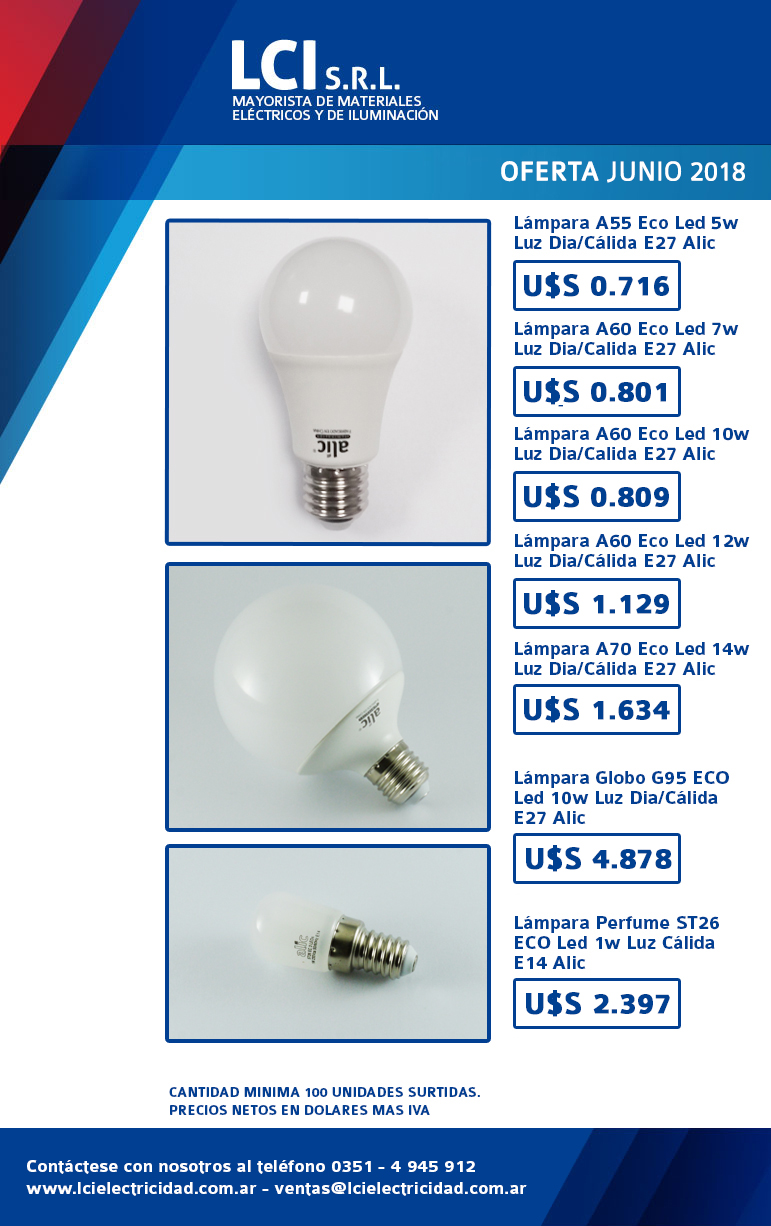 LCI S.R.L.
MAYORISTA DE MATERIALES
ELÉCTRICOS Y DE ILUMINACIÓN
OFERTA JUNIO 2018
Lámpara A55 Eco Led 5w
Luz Dia/Cálida E27 Alic
U$S 0.716
Lámpara A60 Eco Led 7w
Luz Dia/Calida E27 Alic
U$S 0.801
Lámpara A60 Eco Led 10w
Luz Dia/Calida E27 Alic
U$S 0.809
Lámpara A60 Eco Led 12w
Luz Dia/Cálida E27 Alic
U$S 1.129
Lámpara A70 Eco Led 14w
Luz Dia/Cálida E27 Alic
U$S 1.634
alic
alic
Lámpara Globo G95 ECO
Led 10w Luz Dia/Cálida
E27 Alic
U$S 4.878
alic
Lámpara Perfume ST26
ECO Led 1w Luz Cálida
E14 Alic
U$S 2.397
CANTIDAD MINIMA 100 UNIDADES SURTIDAS.
PRECIOS NETOS EN DOLARES MAS IVA
Contáctese con nosotros al teléfono 0351 - 4 945 912
www.lcielectricidad.com.ar - ventas@lcielectricidad.com.ar